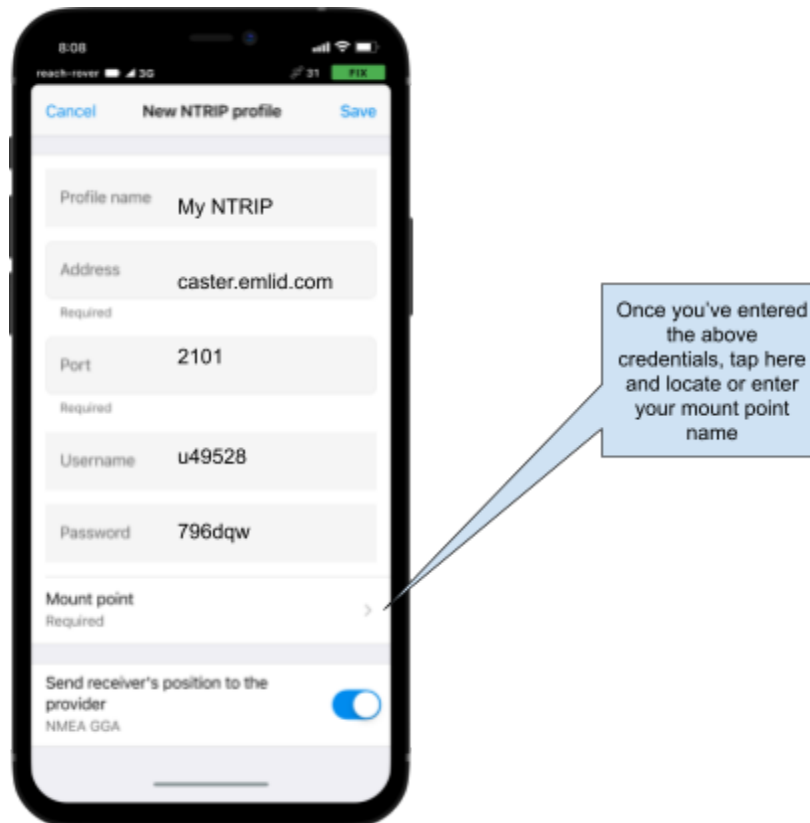 8:08
reach-rover 3G 31 FIX
Cancel New NTRIP profile Save
Profile name My NTRIP
Address caster.emlid.com
Required
Port 2101
Required
Username u49528
Password 796dqw
Mount point
Required
Send receiver's position to the
provider
NMEA GGA
Once you've entered
the above
credentials, tap here
and locate or enter
your mount point
name